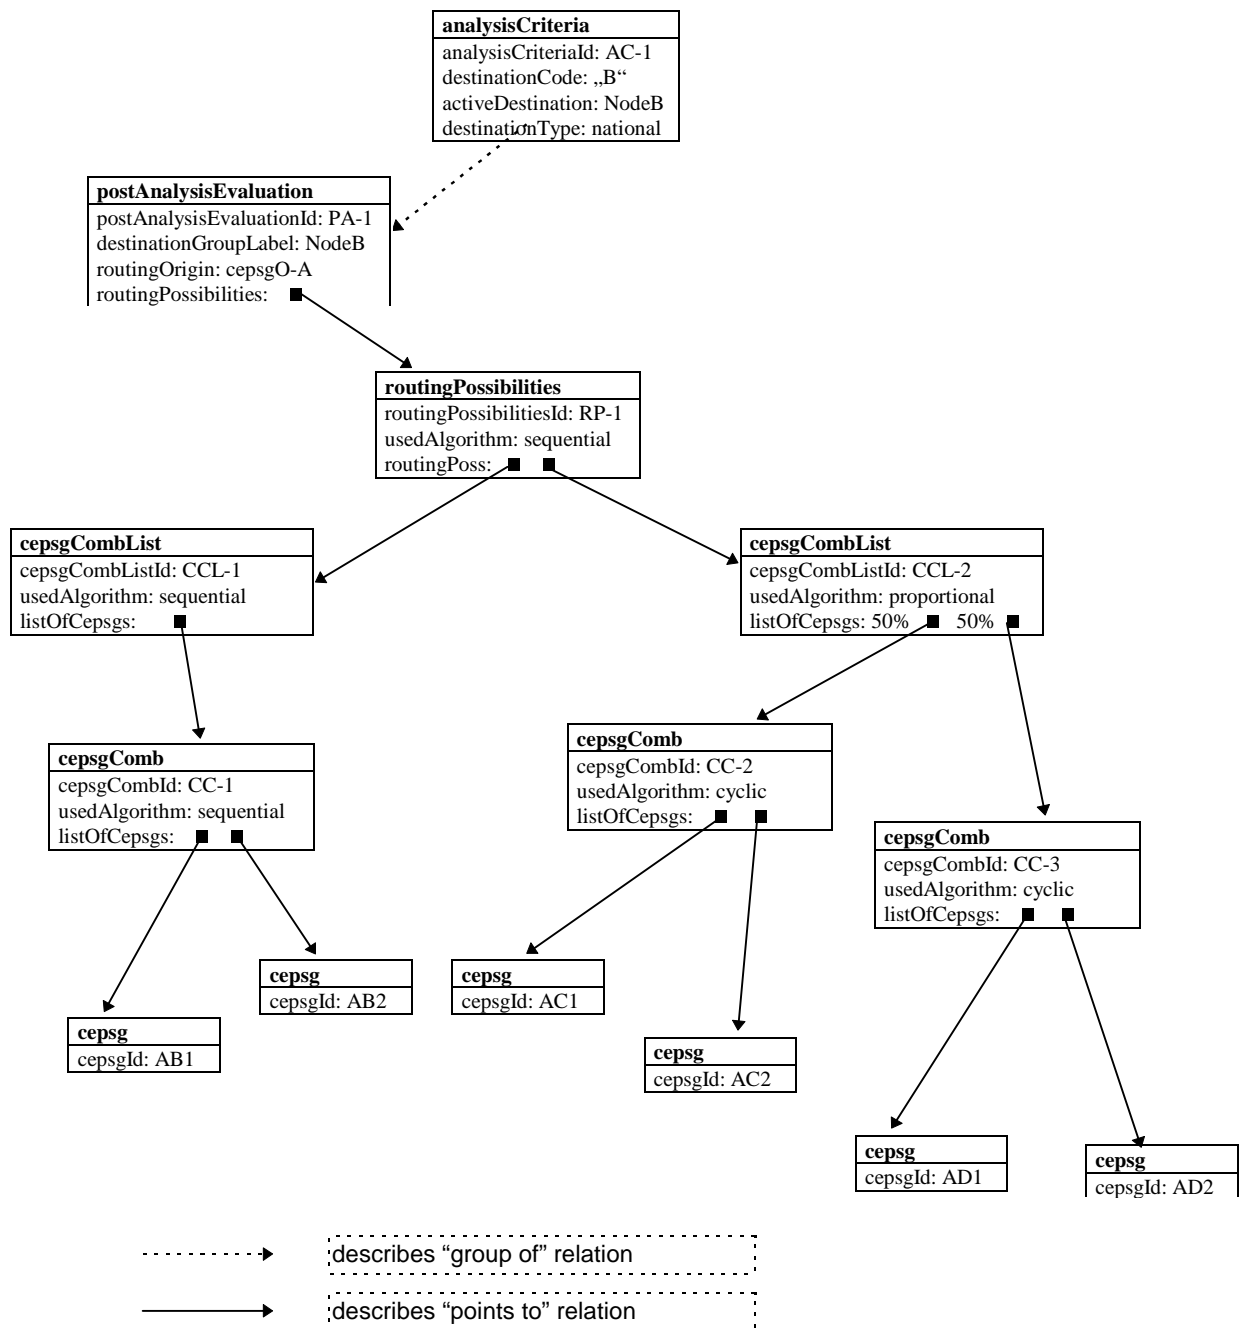 analysisCriteria
analysisCriteriaId: AC-1
destinationCode: „B“
activeDestination: NodeB
destinationType: national
postAnalysisEvaluation
postAnalysisEvaluationId: PA-1
destinationGroupLabel: NodeB
routingOrigin: cepsgO-A
routingPossibilities:
routingPossibilities
routingPossibilitiesId: RP-1
usedAlgorithm: sequential
routingPoss:
cepsgCombList
cepsgCombListId: CCL-1
usedAlgorithm: sequential
listOfCepsgs:
cepsgCombList
cepsgCombListId: CCL-2
usedAlgorithm: proportional
listOfCepsgs: 50% 50%
cepsgComb
cepsgCombId: CC-1
usedAlgorithm: sequential
listOfCepsgs:
cepsgComb
cepsgCombId: CC-2
usedAlgorithm: cyclic
listOfCepsgs:
cepsgComb
cepsgCombId: CC-3
usedAlgorithm: cyclic
listOfCepsgs:
cepsg
cepsgId: AB1
cepsg
cepsgId: AB2
cepsg
cepsgId: AC1
cepsg
cepsgId: AC2
cepsg
cepsgId: AD1
cepsg
cepsgId: AD2
describes “group of” relation
describes “points to” relation